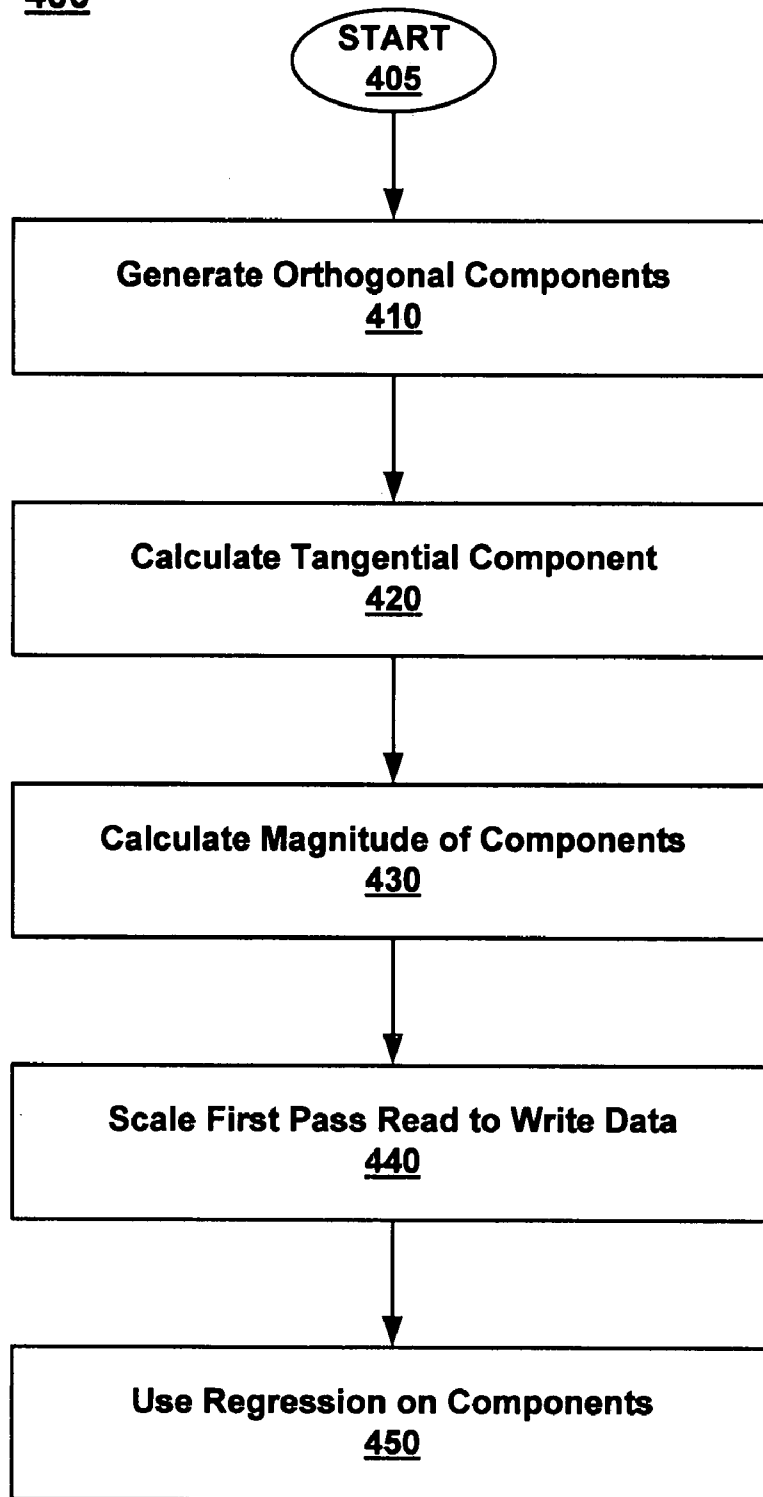 START
405
Generate Orthogonal Components
410
Calculate Tangential Component
420
Calculate Magnitude of Components
430
Scale First Pass Read to Write Data
440
Use Regression on Components
450